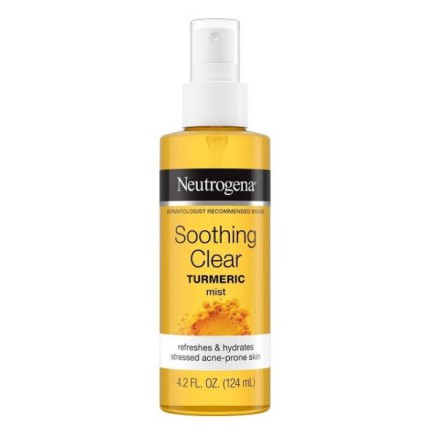 Neutrogena®
DERMATOLOGIST RECOMMENDED BRAND
Soothing
Clear
TURMERIC
mist
refreshes & hydrates
stressed acne-prone skin
4.2 FL. OZ. (124 mL)